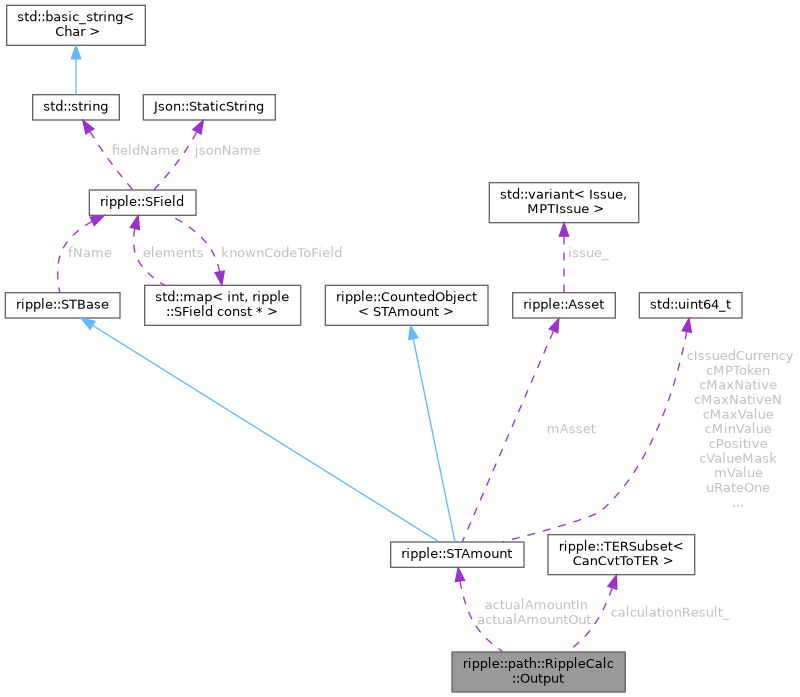 std::basic_string<
Char >
std::string
Json::StaticString
fieldName
jsonName
ripple::SField
std::variant< Issue,
MPTIssue >
fName
elements
knownCodeToField
issue_
ripple::STBase
std::map< int, ripple
::SField const * >
ripple::CountedObject
< STAmount >
ripple::Asset
std::uint64_t
mAsset
cIssuedCurrency
cMPToken
cMaxNative
cMaxNativeN
cMaxValue
cMinValue
cPositive
cValueMask
mValue
uRateOne
...
ripple::STAmount
ripple::TERSubset<
CanCvtToTER >
actualAmountIn
actualAmountOut
calculationResult_
ripple::path::RippleCalc
::Output